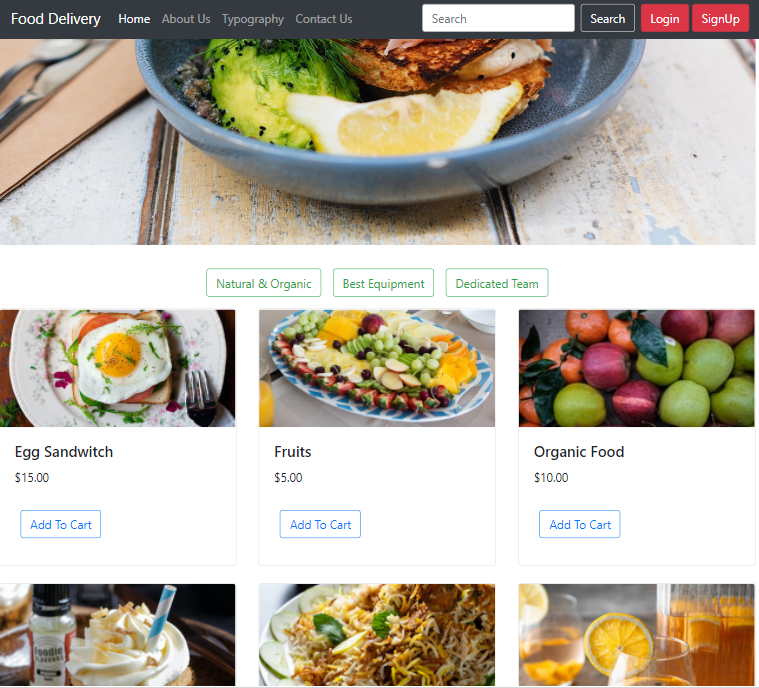 Food Delivery Home About Us Typography Contact Us Search Search Login SignUp
Natural & Organic Best Equipment Dedicated Team
Egg Sandwitch Fruits Organic Food
$15.00 $5.00 $10.00
Add To Cart Add To Cart Add To Cart
Foodie
FLAVOURS